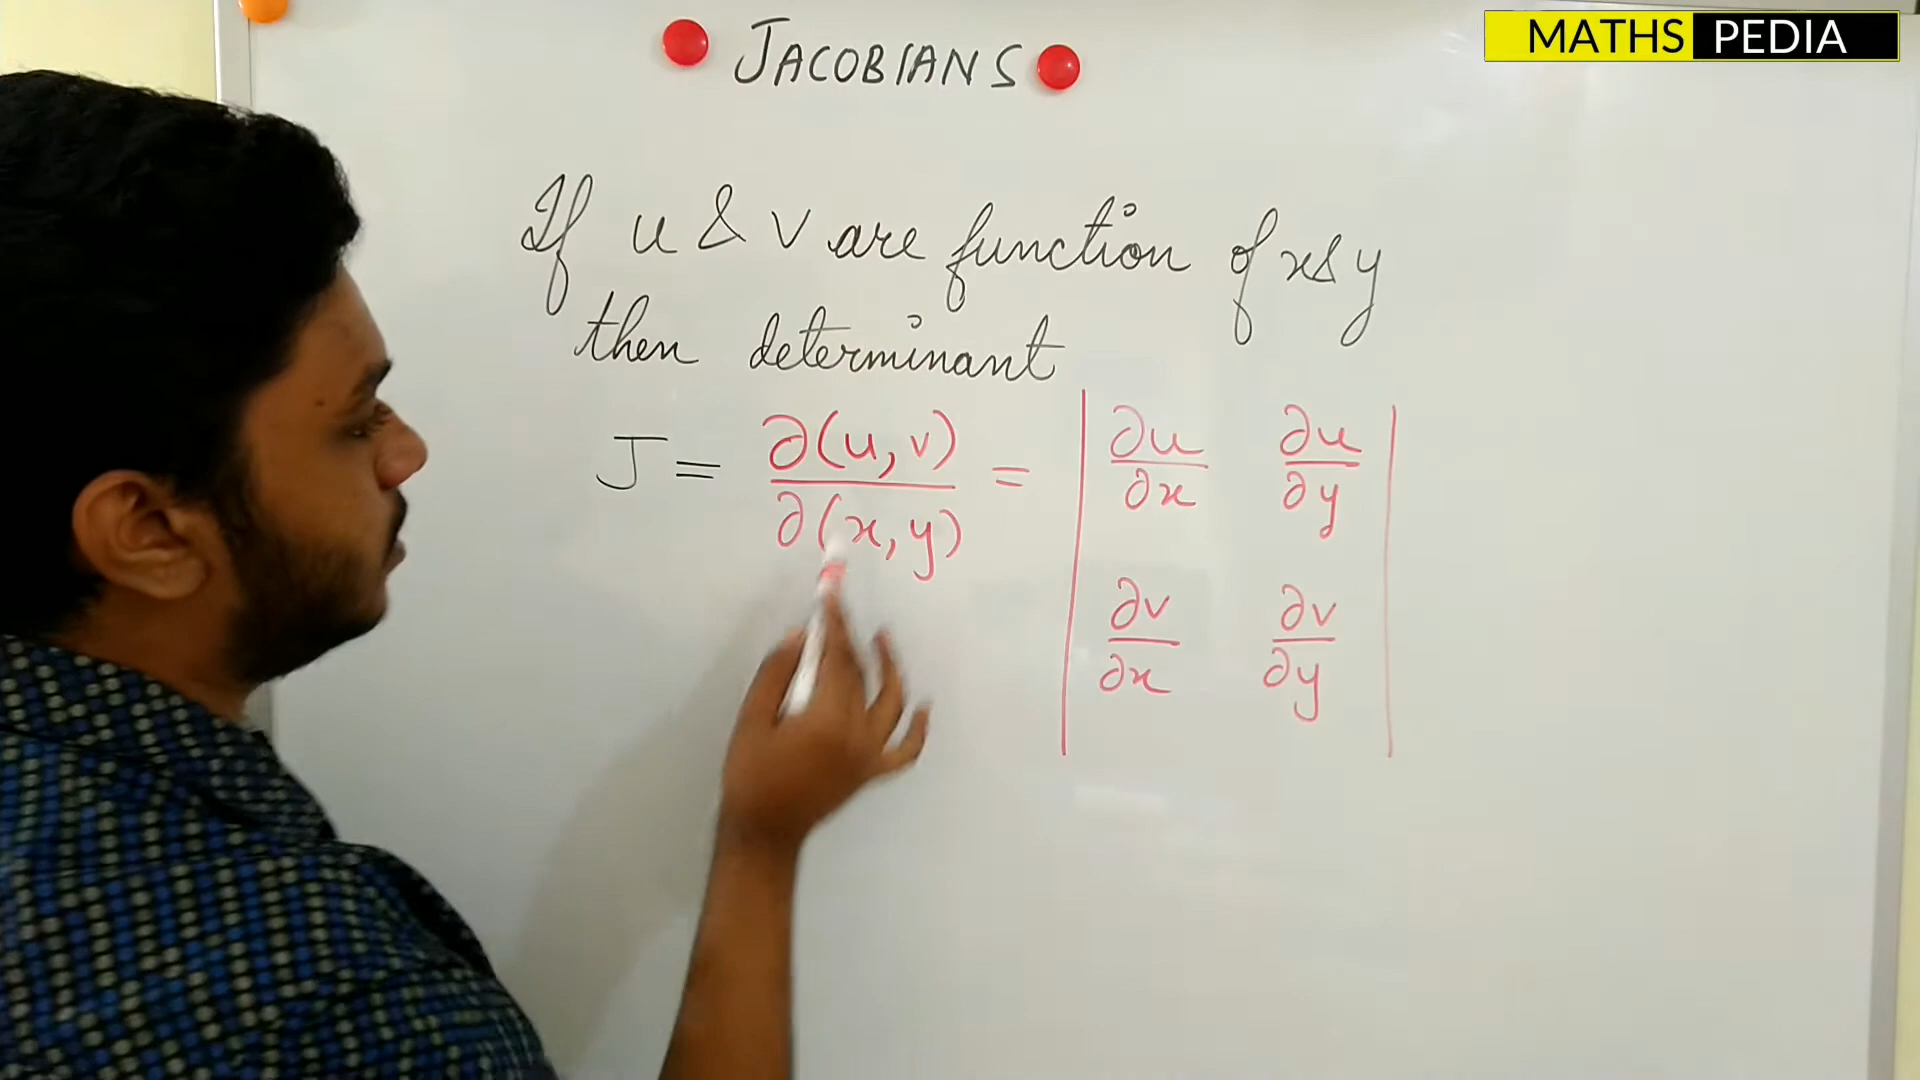 MATHS PEDIA
JACOBIANS
If u & v are function of x & y
then determinant
J = ∂(u, v) / ∂(x, y) = | ∂u/∂x ∂u/∂y |
| ∂v/∂x ∂v/∂y |